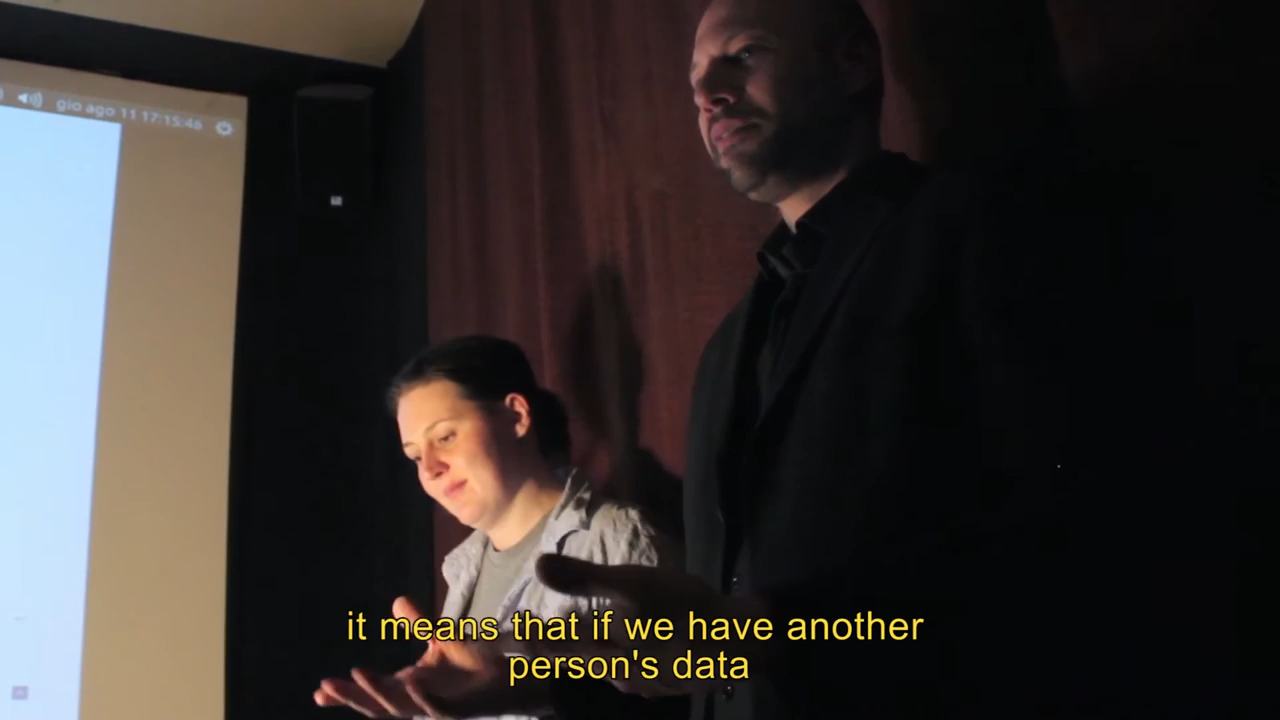 gio ago 11 17:15:46
it means that if we have another
person's data